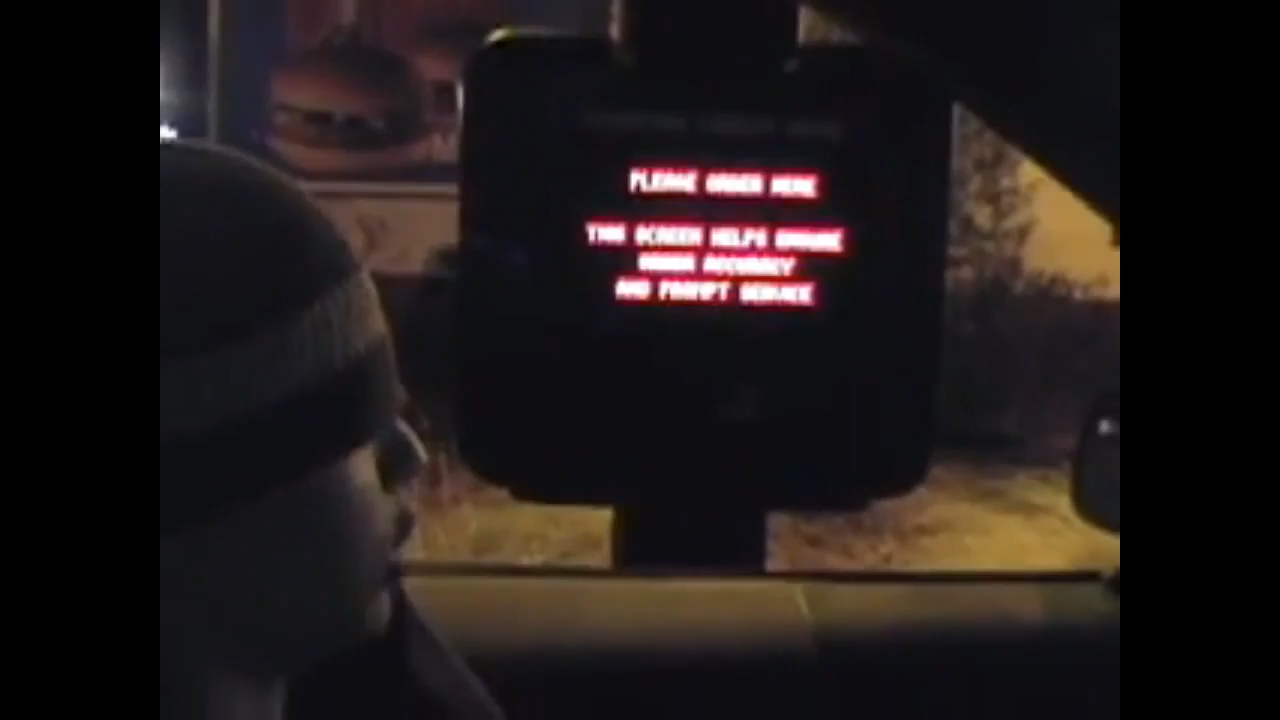 PLEASE ORDER HERE
THIS SCREEN HELPS ENSURE
ORDER ACCURACY
AND PROMPT SERVICE